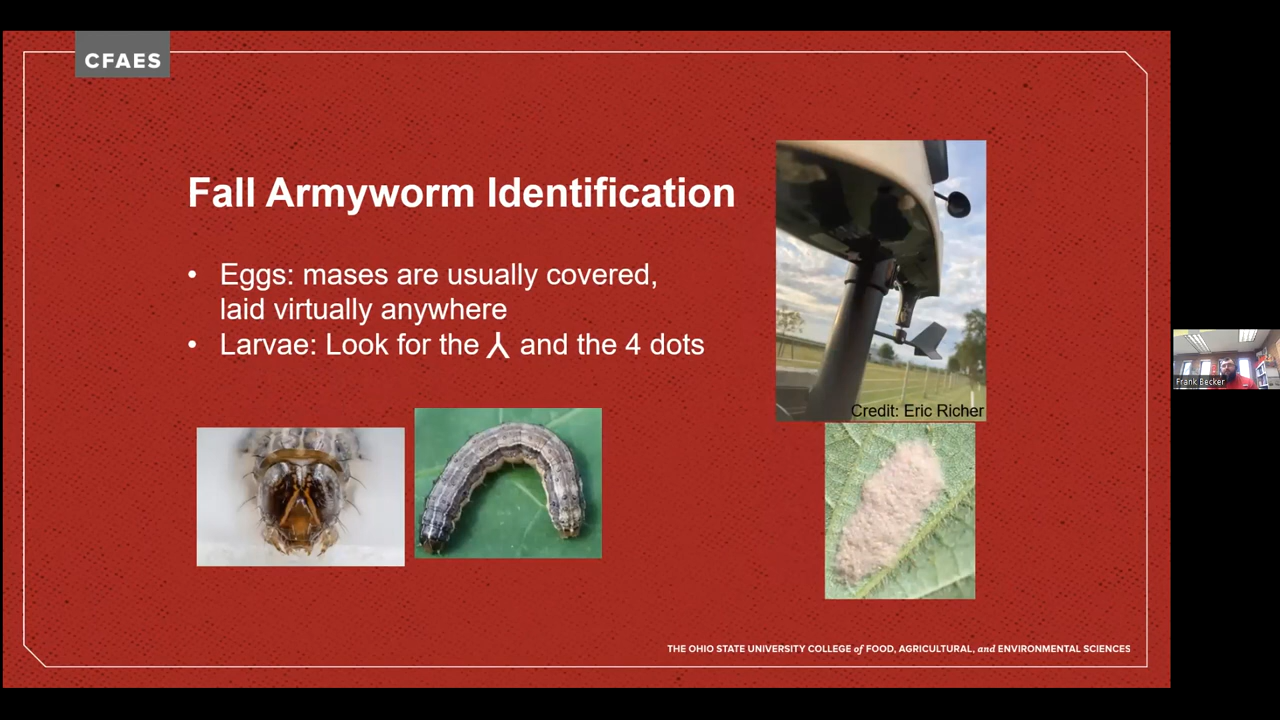 CFAES
Fall Armyworm Identification
• Eggs: mases are usually covered,
laid virtually anywhere
• Larvae: Look for the ⅄ and the 4 dots
Credit: Eric Richer
Frank Becker
THE OHIO STATE UNIVERSITY COLLEGE of FOOD, AGRICULTURAL, and ENVIRONMENTAL SCIENCES